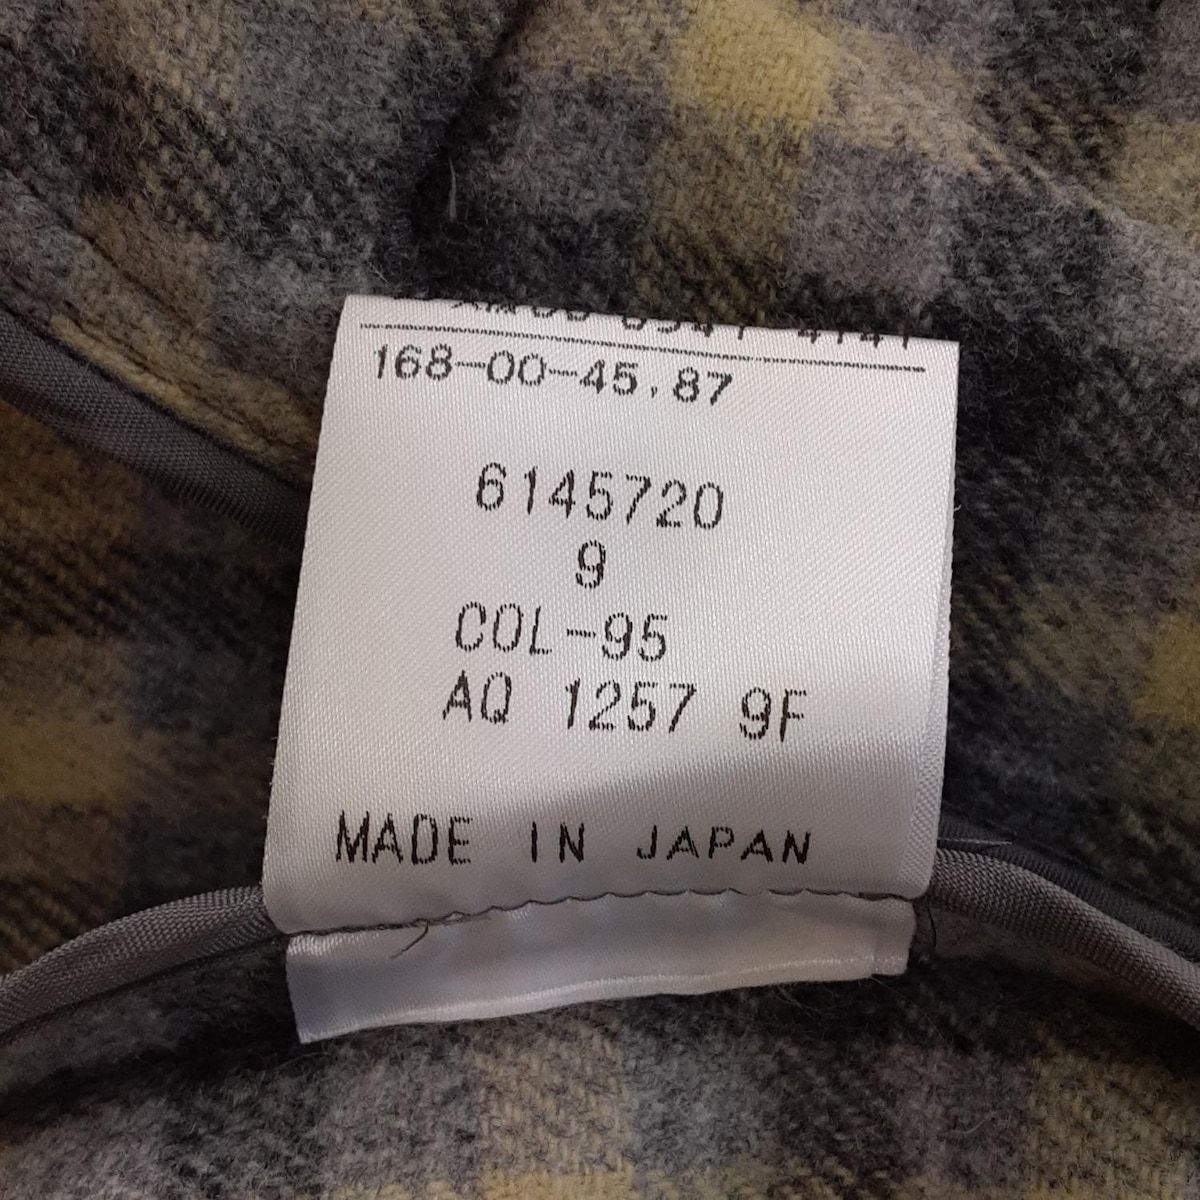 168-00-45,87
6145720
9
COL-95
AQ 1257 9F
MADE IN JAPAN